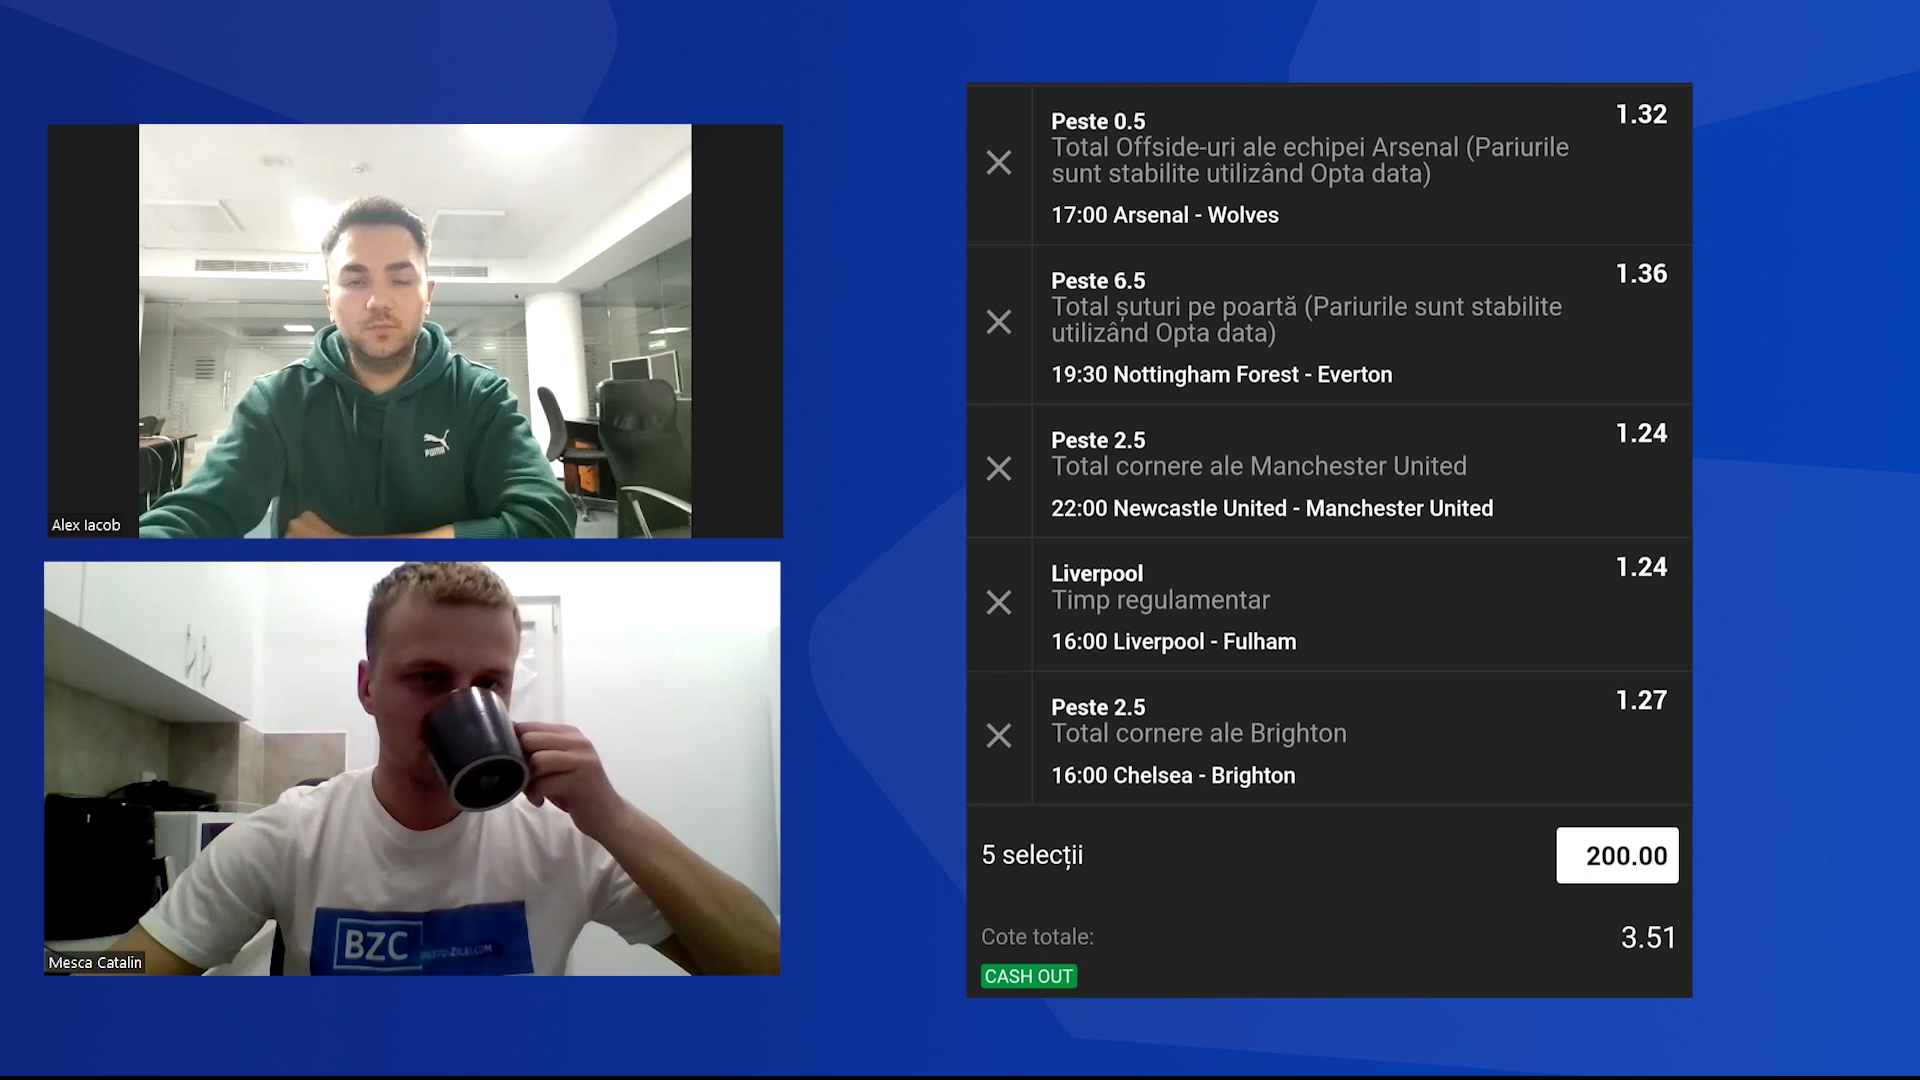 PUMA
Alex Iacob
BZC
Mesca Catalin
Peste 0.5
1.32
Total Offside-uri ale echipei Arsenal (Pariurile
sunt stabilite utilizând Opta data)
17:00 Arsenal - Wolves
Peste 6.5
1.36
Total șuturi pe poartă (Pariurile sunt stabilite
utilizând Opta data)
19:30 Nottingham Forest - Everton
Peste 2.5
1.24
Total cornere ale Manchester United
22:00 Newcastle United - Manchester United
Liverpool
1.24
Timp regulamentar
16:00 Liverpool - Fulham
Peste 2.5
1.27
Total cornere ale Brighton
16:00 Chelsea - Brighton
5 selecții
200.00
Cote totale:
3.51
CASH OUT